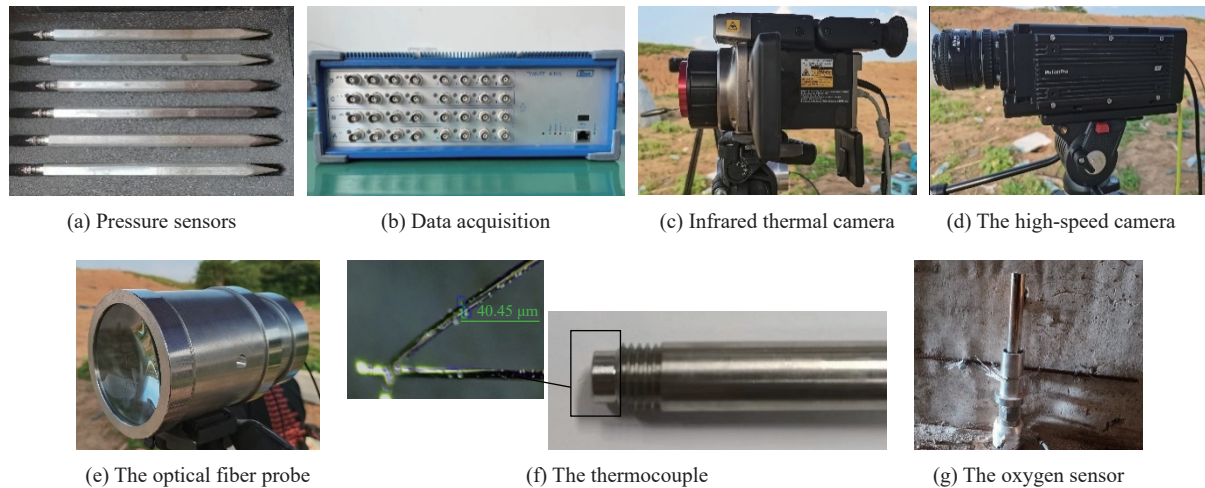 MotionPro
(a) Pressure sensors
(b) Data acquisition
(c) Infrared thermal camera
(d) The high-speed camera
40.45 μm
(e) The optical fiber probe
(f) The thermocouple
(g) The oxygen sensor